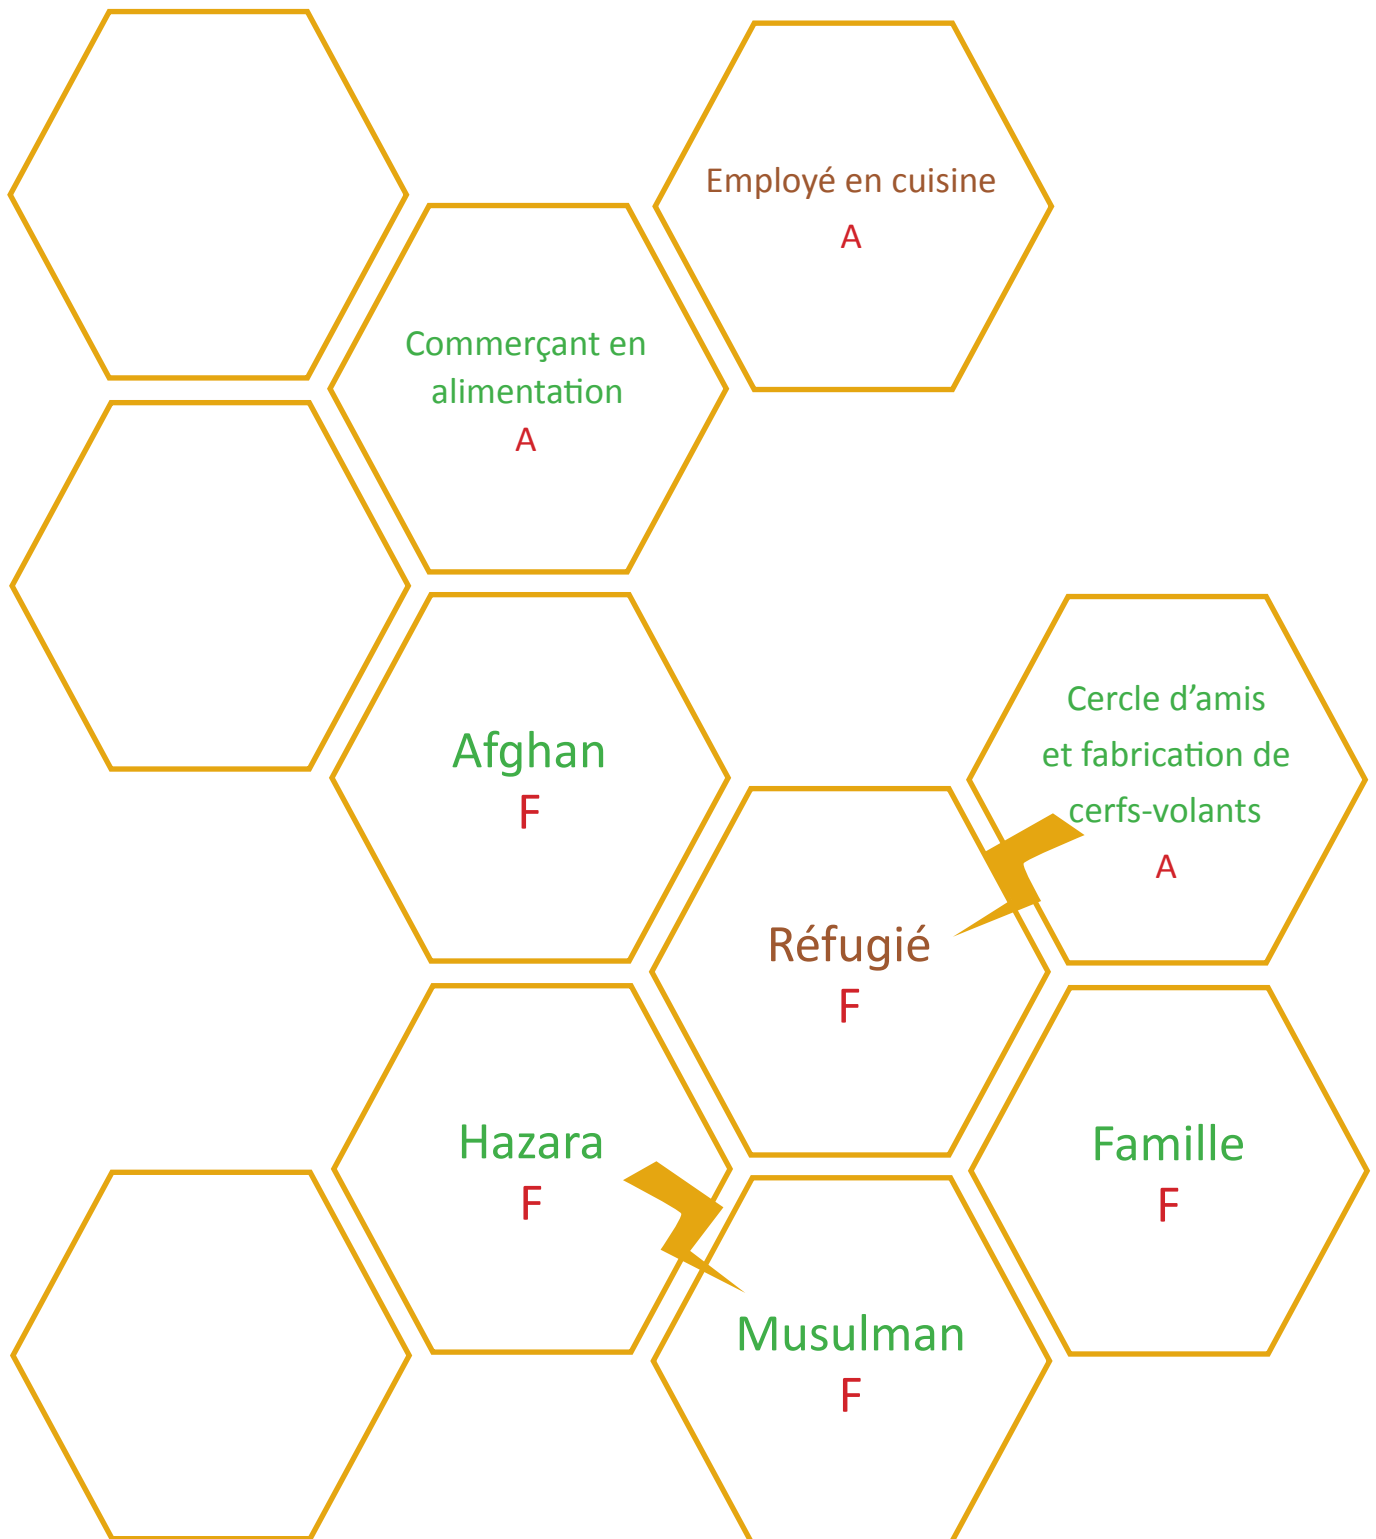 Employé en cuisine
A
Commerçant en
alimentation
A
Cercle d'amis
et fabrication de
cerfs-volants
A
Afghan
F
Réfugié
F
Hazara
F
Famille
F
Musulman
F